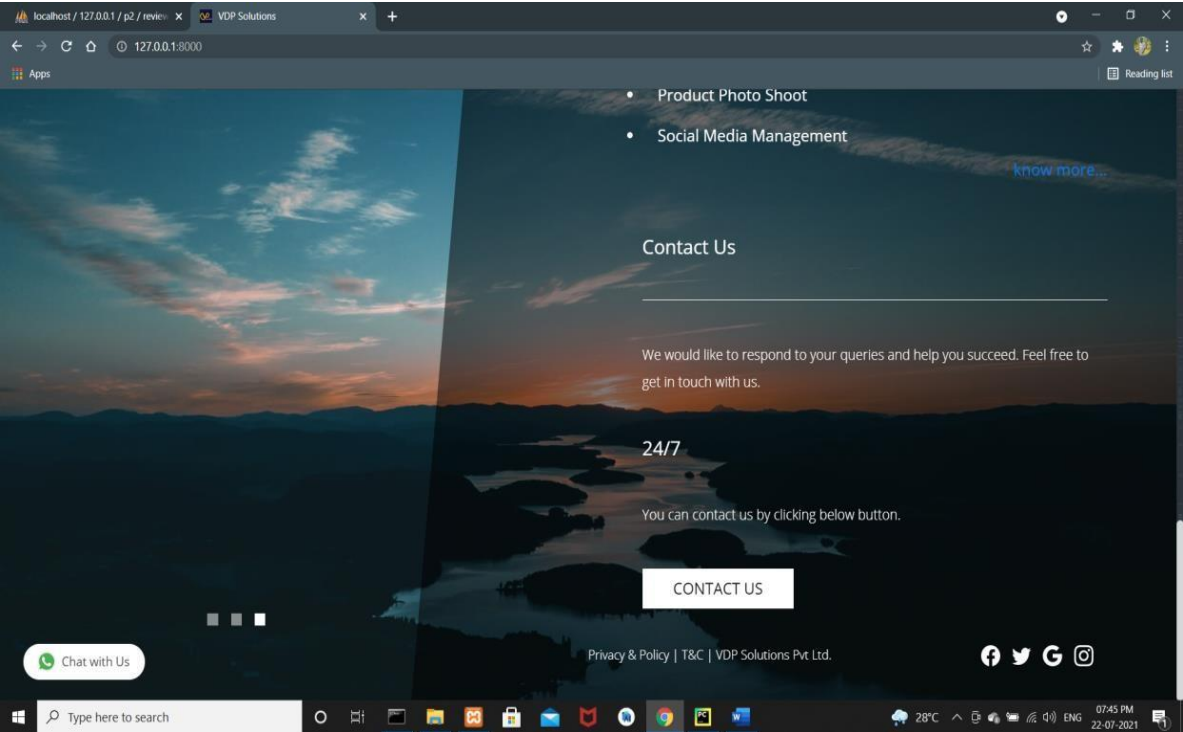 localhost / 127.0.0.1 / p2 / review
VDP Solutions
127.0.0.1:8000
Apps
Reading list
• Product Photo Shoot
• Social Media Management
know more...
Contact Us
We would like to respond to your queries and help you succeed. Feel free to
get in touch with us.
24/7
You can contact us by clicking below button.
CONTACT US
Chat with Us
Privacy & Policy | T&C | VDP Solutions Pvt Ltd.
Type here to search
28°C
ENG
07:45 PM
22-07-2021